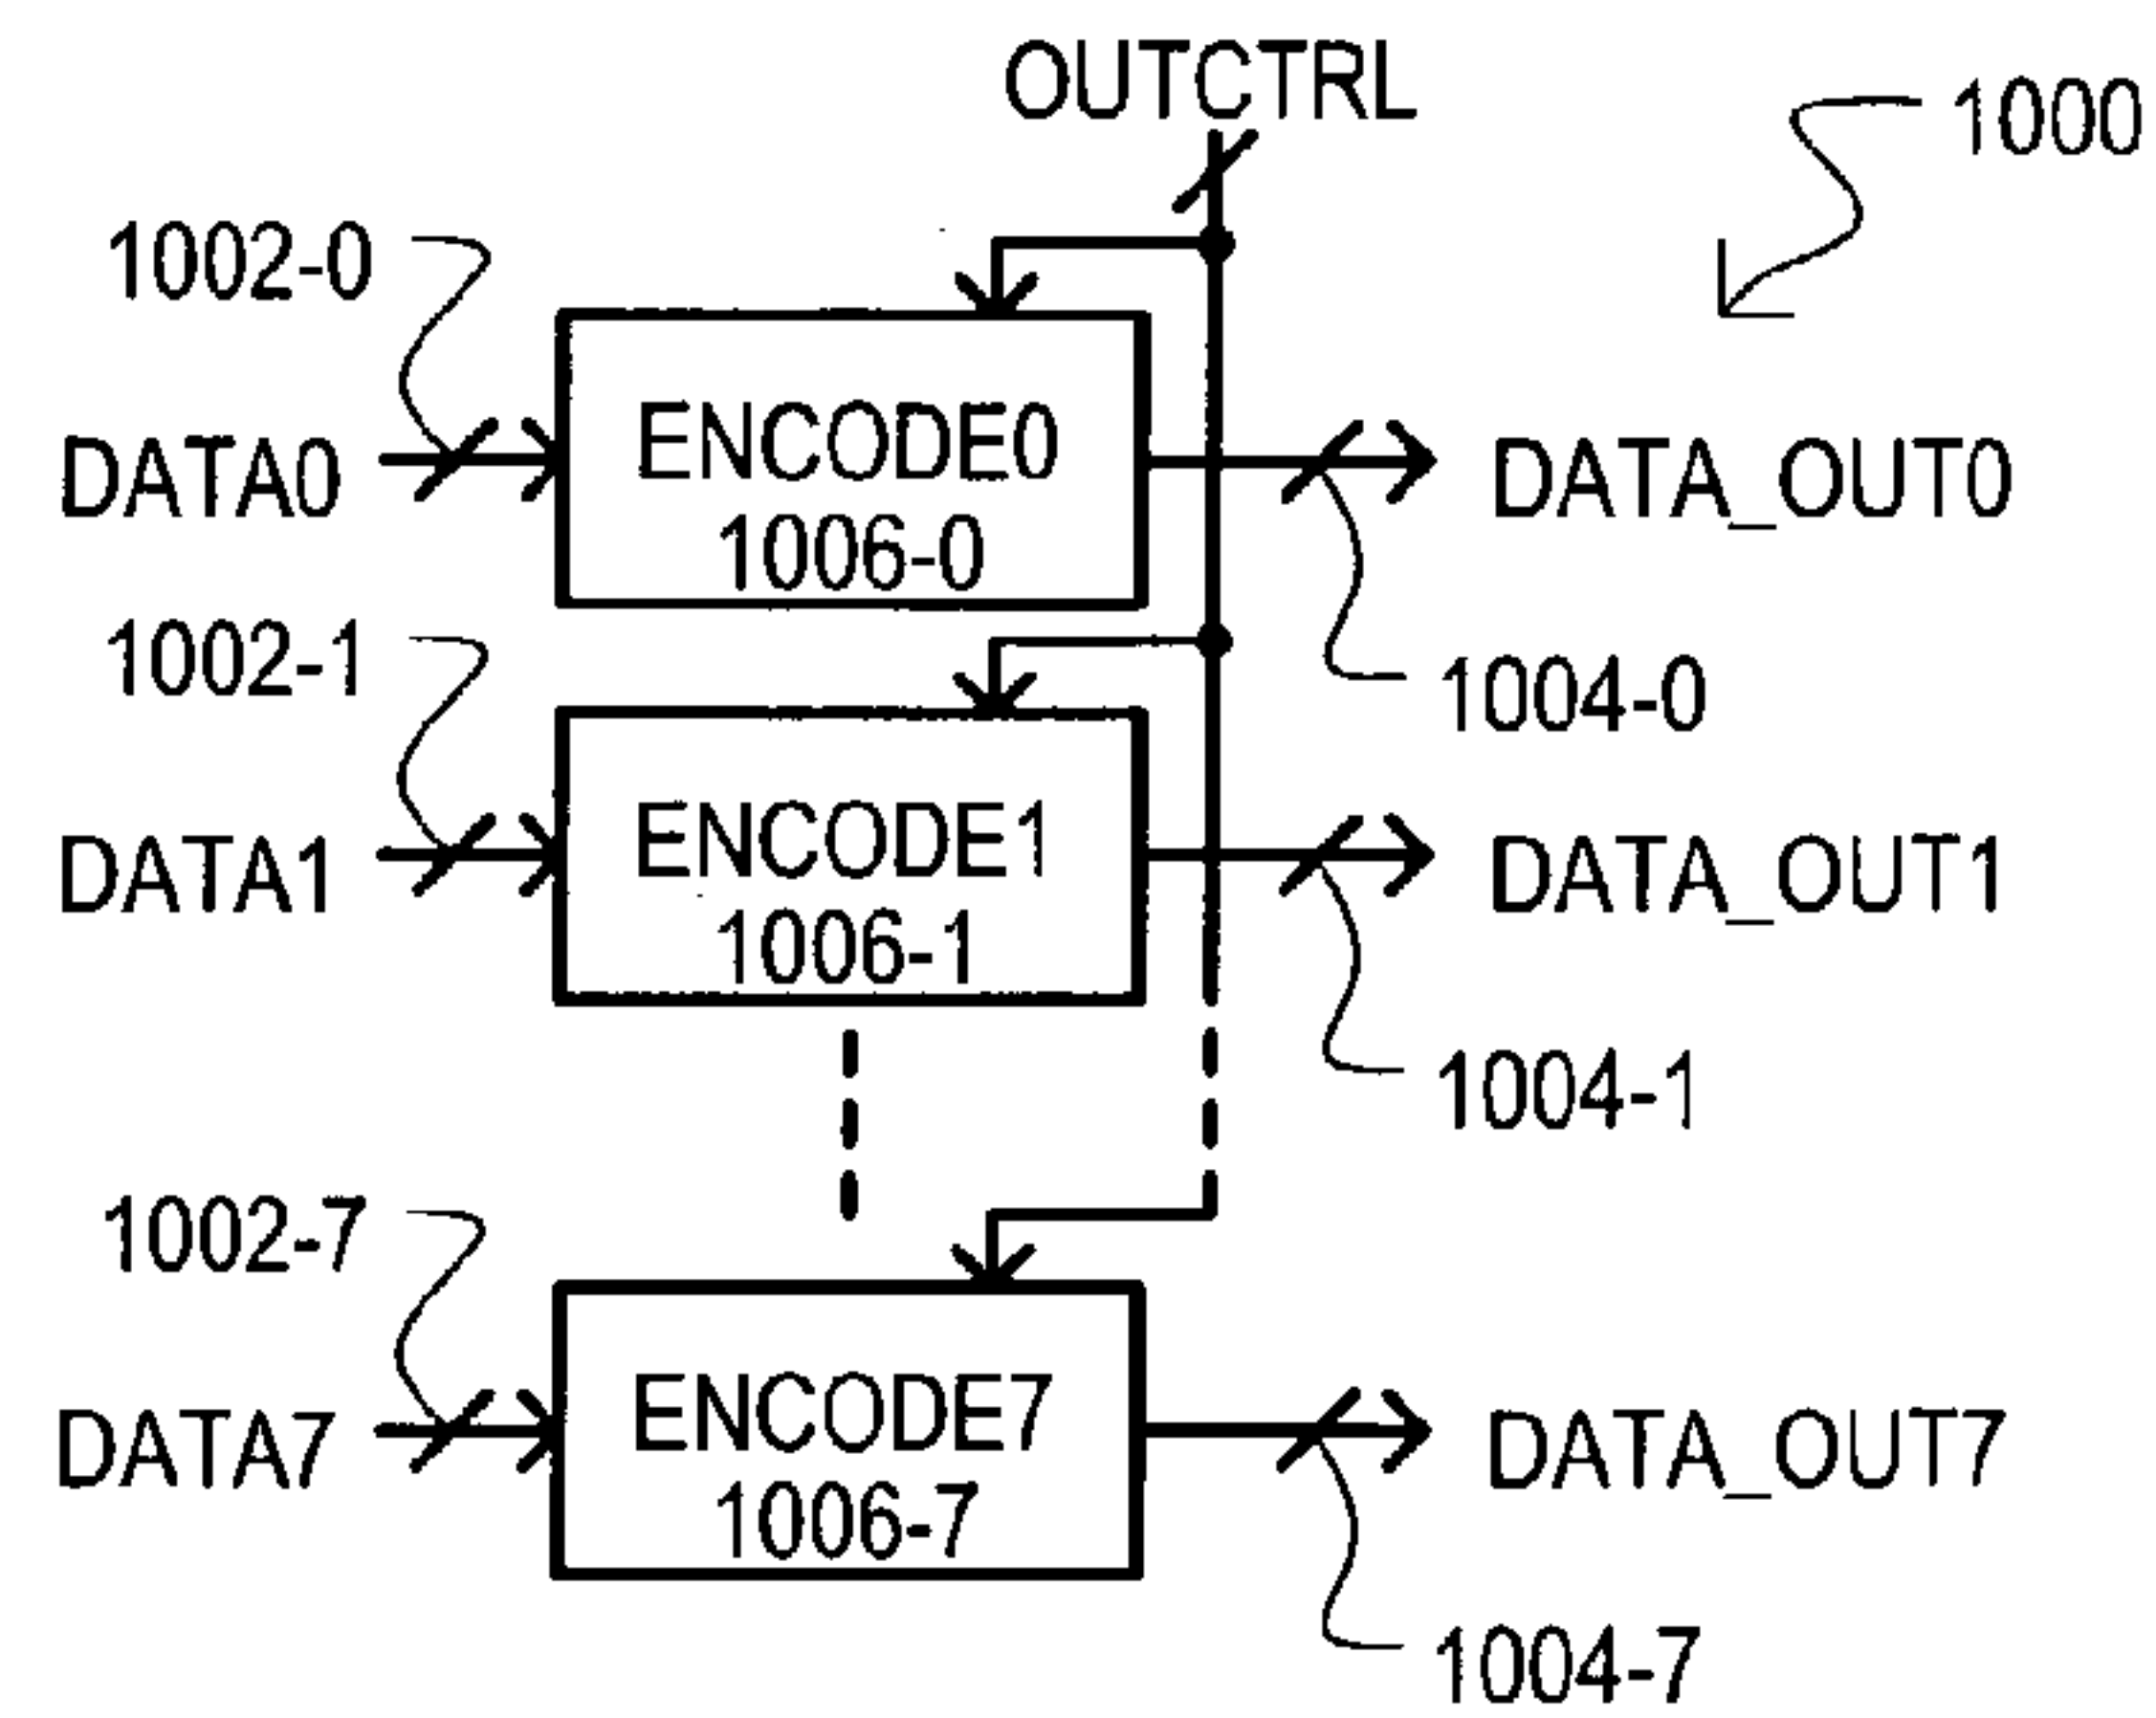 OUTCTRL
1000
1002-0
DATA0
ENCODE0
1006-0
DATA_OUT0
1004-0
1002-1
DATA1
ENCODE1
1006-1
DATA_OUT1
1004-1
1002-7
DATA7
ENCODE7
1006-7
DATA_OUT7
1004-7